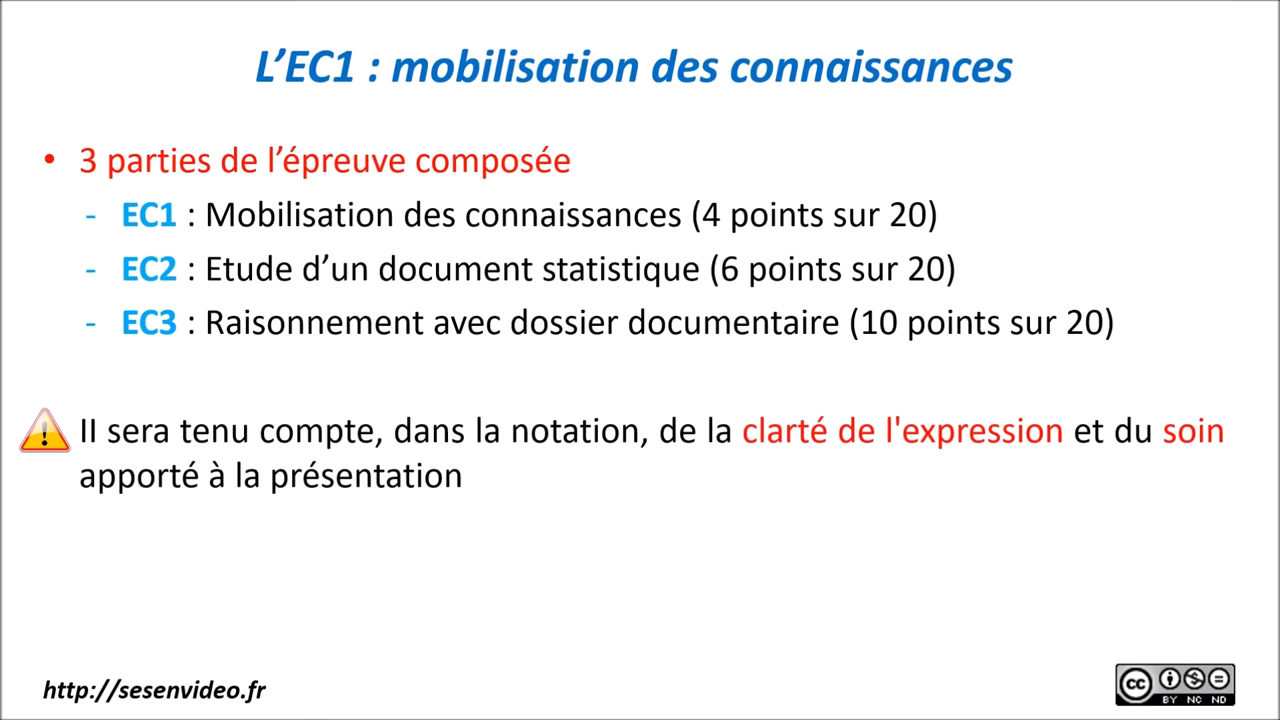 L’EC1 : mobilisation des connaissances
• 3 parties de l’épreuve composée
- EC1 : Mobilisation des connaissances (4 points sur 20)
- EC2 : Etude d’un document statistique (6 points sur 20)
- EC3 : Raisonnement avec dossier documentaire (10 points sur 20)
Il sera tenu compte, dans la notation, de la clarté de l'expression et du soin
apporté à la présentation
http://sesenvideo.fr
cc
BY NC ND